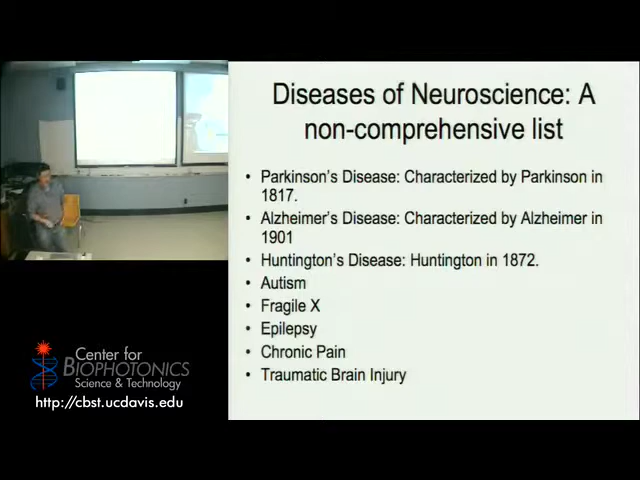 Diseases of Neuroscience: A
non-comprehensive list
• Parkinson's Disease: Characterized by Parkinson in
1817.
• Alzheimer's Disease: Characterized by Alzheimer in
1901
• Huntington's Disease: Huntington in 1872.
• Autism
• Fragile X
• Epilepsy
• Chronic Pain
• Traumatic Brain Injury
Center for
BIOPHOTONICS
Science & Technology
http://cbst.ucdavis.edu